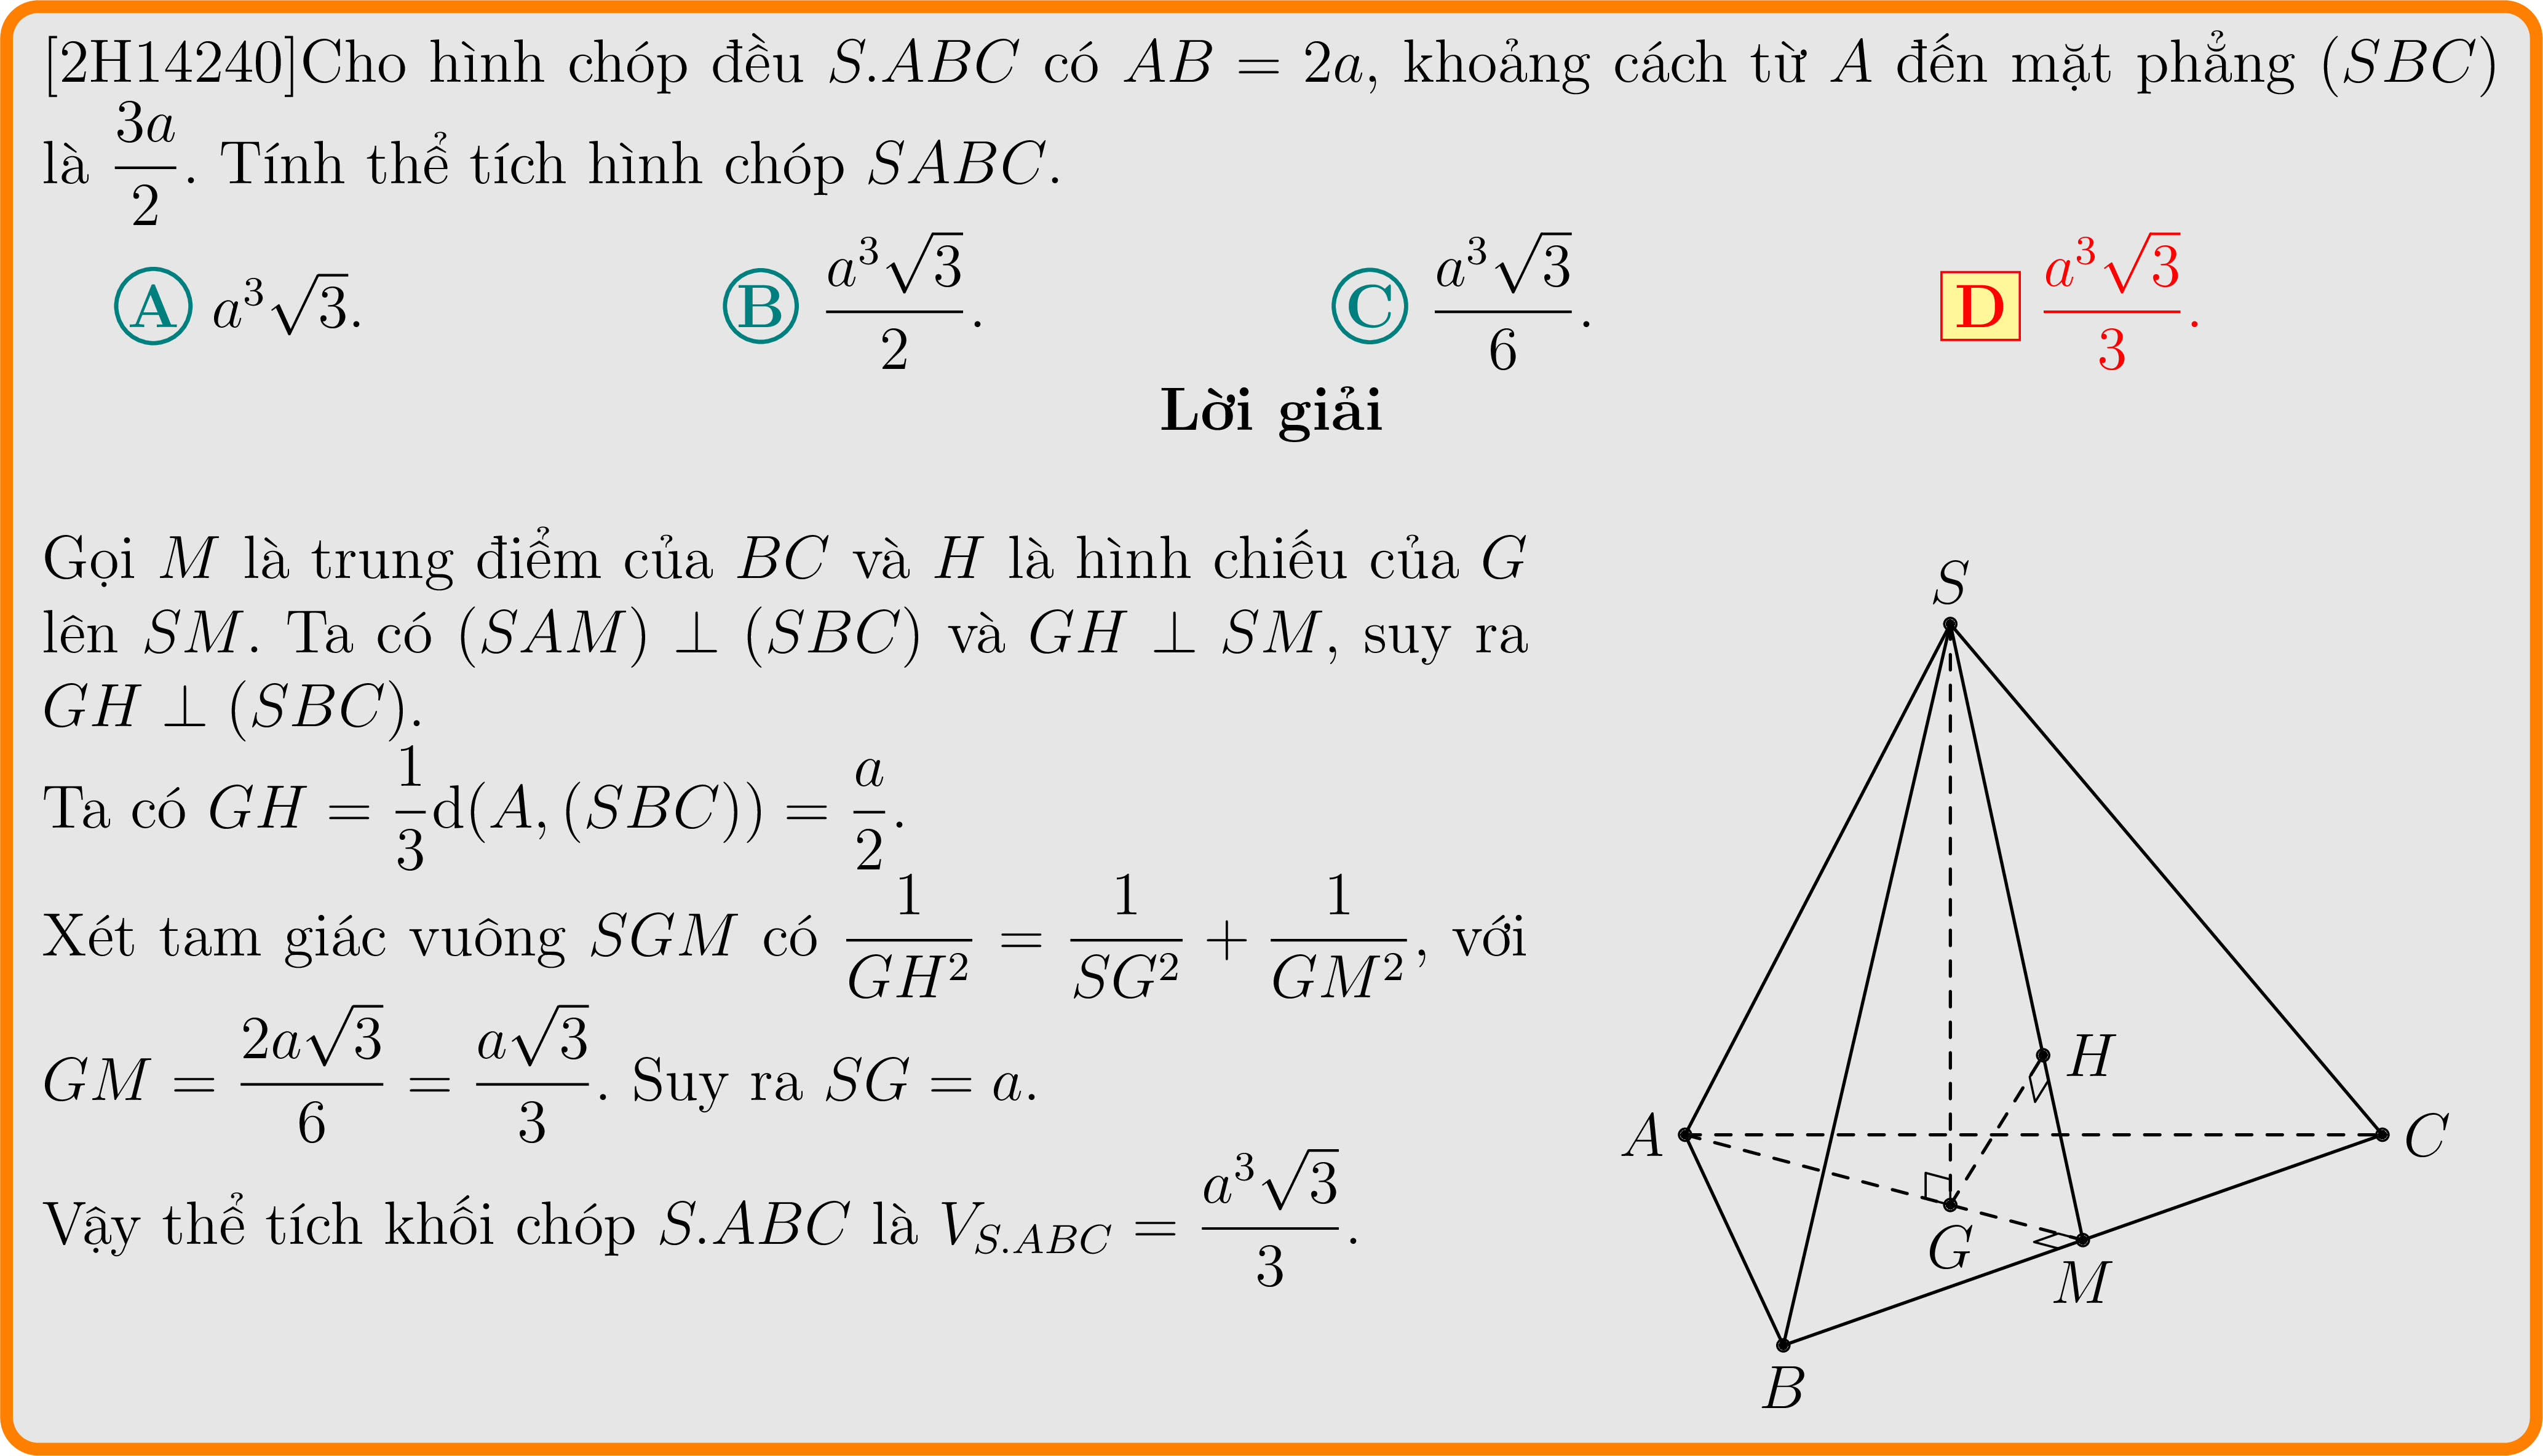 [2H14240]Cho hình chóp đều S.ABC có AB = 2a, khoảng cách từ A đến mặt phẳng (SBC)
là \frac{3a}{2}. Tính thể tích hình chóp SABC.
A a^3\sqrt{3}. B \frac{a^3\sqrt{3}}{2}. C \frac{a^3\sqrt{3}}{6}. D \frac{a^3\sqrt{3}}{3}.
Lời giải
Gọi M là trung điểm của BC và H là hình chiếu của G
lên SM. Ta có (SAM) ⊥ (SBC) và GH ⊥ SM, suy ra
GH ⊥ (SBC).
Ta có GH = \frac{1}{3}d(A, (SBC)) = \frac{a}{2}.
Xét tam giác vuông SGM có \frac{1}{GH^2} = \frac{1}{SG^2} + \frac{1}{GM^2}, với
GM = \frac{2a\sqrt{3}}{6} = \frac{a\sqrt{3}}{3}. Suy ra SG = a.
Vậy thể tích khối chóp S.ABC là V_{S.ABC} = \frac{a^3\sqrt{3}}{3}.
S
H
A
C
G
M
B